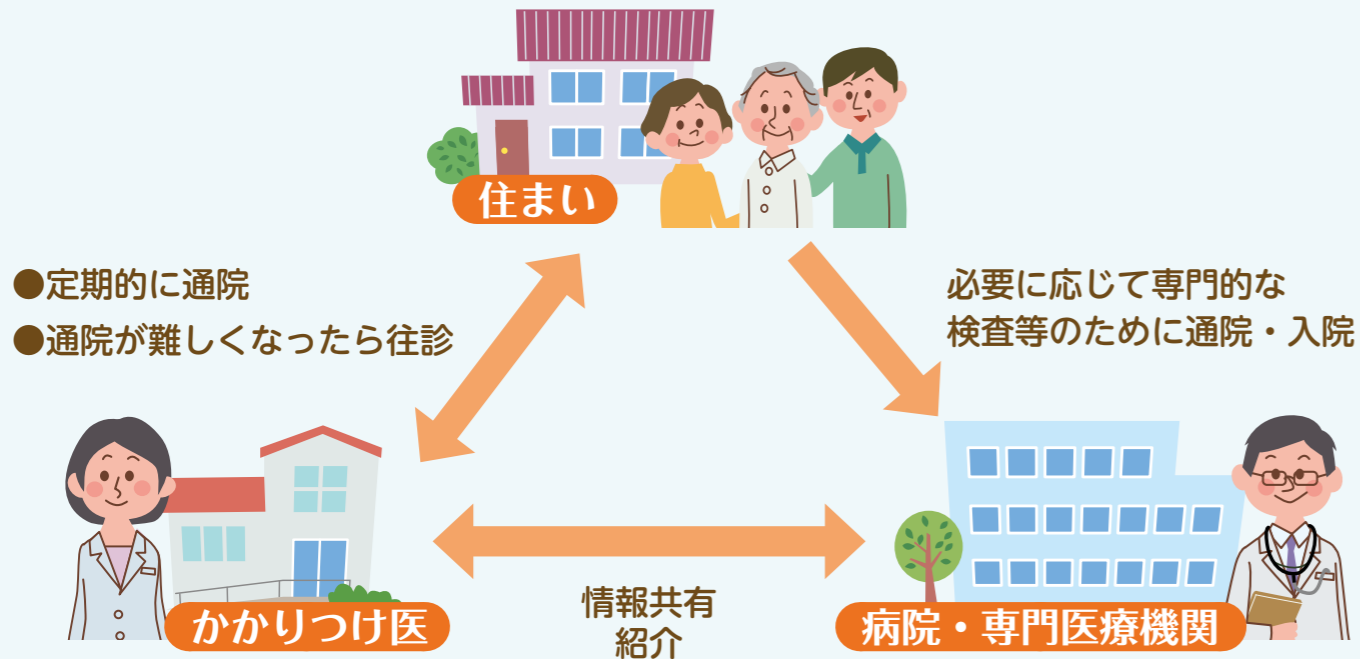 住まい
●定期的に通院
●通院が難しくなったら往診
必要に応じて専門的な
検査等のために通院・入院
かかりつけ医
情報共有
紹介
病院・専門医療機関